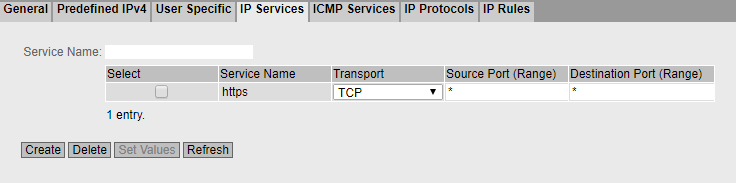 General Predefined IPv4 User Specific IP Services ICMP Services IP Protocols IP Rules
Service Name:
Select Service Name Transport Source Port (Range) Destination Port (Range)
https TCP * *
1 entry.
Create Delete Set Values Refresh